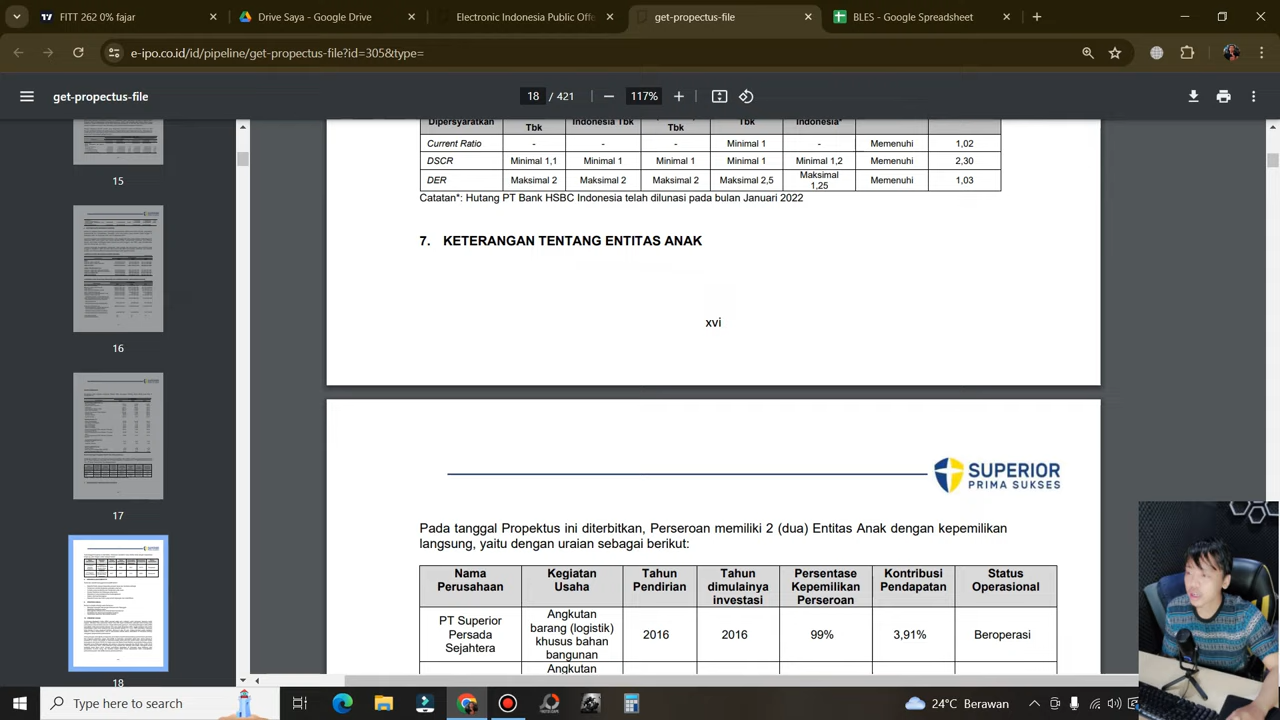 FITT 262 0% fajar
Drive Saya - Google Drive
Electronic Indonesia Public Offe
get-propectus-file
BLES - Google Spreadsheet
e-ipo.co.id/id/pipeline/get-propectus-file?id=305&type=
get-propectus-file
18 / 421
117%
15
16
17
18
Dipersyaratkan Tbk Indonesia Tbk Tbk Tbk Indonesia*
Current Ratio - - - Minimal 1 - Memenuhi 1,02
DSCR Minimal 1,1 Minimal 1 Minimal 1 Minimal 1 Minimal 1,2 Memenuhi 2,30
DER Maksimal 2 Maksimal 2 Maksimal 2 Maksimal 2,5 Maksimal 1,25 Memenuhi 1,03
Catatan*: Hutang PT Bank HSBC Indonesia telah dilunasi pada bulan Januari 2022
7. KETERANGAN TENTANG ENTITAS ANAK
xvi
SUPERIOR
PRIMA SUKSES
Pada tanggal Propektus ini diterbitkan, Perseroan memiliki 2 (dua) Entitas Anak dengan kepemilikan
langsung, yaitu dengan uraian sebagai berikut:
Nama Perusahaan
Kegiatan Usaha
Tahun Pendirian
Tahun dimulainya investasi
Persentase Kepemilikan Perseroan
Kontribusi Pendapatan
Status Operasional
PT Superior Persada Sejahtera
Angkutan barang (logistik) khusus bahan bangunan
2016
2016
99%
3,91%
Beroperasi
Angkutan
Type here to search
24°C Berawan